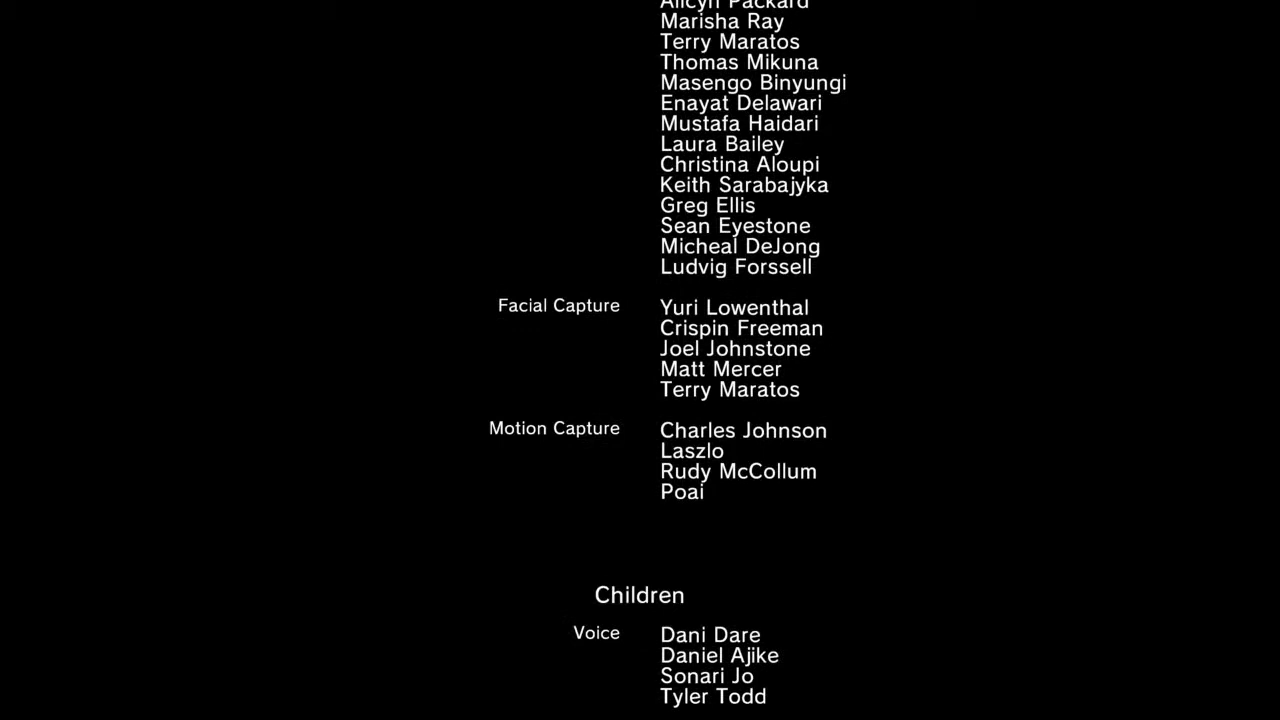 Alicyn Packard
Marisha Ray
Terry Maratos
Thomas Mikuna
Masengo Binyungi
Enayat Delawari
Mustafa Haidari
Laura Bailey
Christina Aloupi
Keith Sarabajyka
Greg Ellis
Sean Eyestone
Micheal DeJong
Ludvig Forssell
Facial Capture Yuri Lowenthal
Crispin Freeman
Joel Johnstone
Matt Mercer
Terry Maratos
Motion Capture Charles Johnson
Laszlo
Rudy McCollum
Poai
Children
Voice Dani Dare
Daniel Ajike
Sonari Jo
Tyler Todd